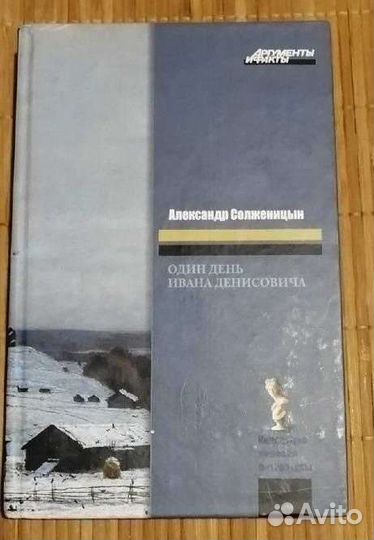 АРГУМЕНТЫ
И ФАКТЫ
Александр Солженицын
ОДИН ДЕНЬ
ИВАНА ДЕНИСОВИЧА
Avito